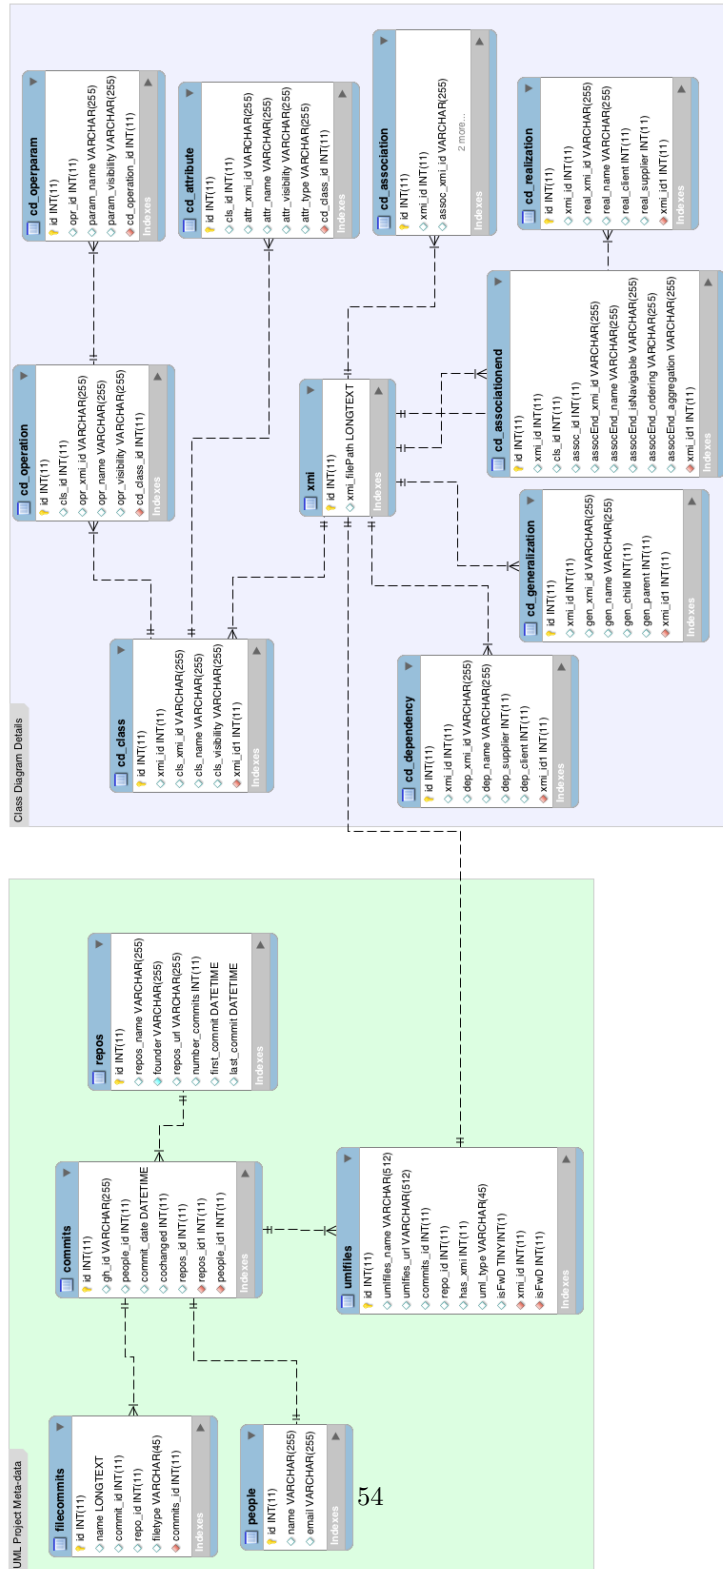 UML Project Meta-data
filecommits
id INT(11)
name LONGTEXT
commit_id INT(11)
repo_id INT(11)
filetype VARCHAR(45)
commits_id INT(11)
Indexes
people
id INT(11)
name VARCHAR(255)
email VARCHAR(255)
Indexes
commits
id INT(11)
gh_id VARCHAR(255)
people_id INT(11)
commit_date DATETIME
cochanged INT(11)
repos_id INT(11)
repos_id1 INT(11)
people_id1 INT(11)
Indexes
repos
id INT(11)
repos_name VARCHAR(255)
founder VARCHAR(255)
repos_url VARCHAR(255)
number_commits INT(11)
first_commit DATETIME
last_commit DATETIME
Indexes
umlfiles
id INT(11)
umlfiles_name VARCHAR(512)
umlfies_url VARCHAR(512)
commits_id INT(11)
repo_id INT(11)
has_xmi INT(11)
uml_type VARCHAR(45)
isFwD TINYINT(1)
xmi_id INT(11)
isFwD INT(11)
Indexes
Class Diagram Details
cd_class
id INT(11)
xmi_id INT(11)
cls_xmi_id VARCHAR(255)
cls_name VARCHAR(255)
cls_visibility VARCHAR(255)
xmi_id1 INT(11)
Indexes
cd_operation
id INT(11)
cls_id INT(11)
opr_xmi_id VARCHAR(255)
opr_name VARCHAR(255)
opr_visibility VARCHAR(255)
cd_class_id INT(11)
Indexes
cd_operparam
id INT(11)
opr_id INT(11)
param_name VARCHAR(255)
param_visibility VARCHAR(255)
cd_operation_id INT(11)
Indexes
cd_attribute
id INT(11)
cls_id INT(11)
attr_xmi_id VARCHAR(255)
attr_name VARCHAR(255)
attr_visibility VARCHAR(255)
attr_type VARCHAR(255)
cd_class_id INT(11)
Indexes
xmi
id INT(11)
xmi_filePath LONGTEXT
Indexes
cd_association
id INT(11)
xmi_id INT(11)
assoc_xmi_id VARCHAR(255)
2 more...
Indexes
cd_dependency
id INT(11)
xmi_id INT(11)
dep_xmi_id VARCHAR(255)
dep_name VARCHAR(255)
dep_supplier INT(11)
dep_client INT(11)
xmi_id1 INT(11)
Indexes
cd_generalization
id INT(11)
xmi_id INT(11)
gen_xmi_id VARCHAR(255)
gen_name VARCHAR(255)
gen_child INT(11)
gen_parent INT(11)
xmi_id1 INT(11)
Indexes
cd_associationend
id INT(11)
xmi_id INT(11)
cls_id INT(11)
assoc_id INT(11)
assocEnd_xmi_id VARCHAR(255)
assocEnd_name VARCHAR(255)
assocEnd_isNavigable VARCHAR(255)
assocEnd_ordering VARCHAR(255)
assocEnd_aggregation VARCHAR(255)
xmi_id1 INT(11)
Indexes
cd_realization
id INT(11)
xmi_id INT(11)
real_xmi_id VARCHAR(255)
real_name VARCHAR(255)
real_client INT(11)
real_supplier INT(11)
xmi_id1 INT(11)
Indexes
54